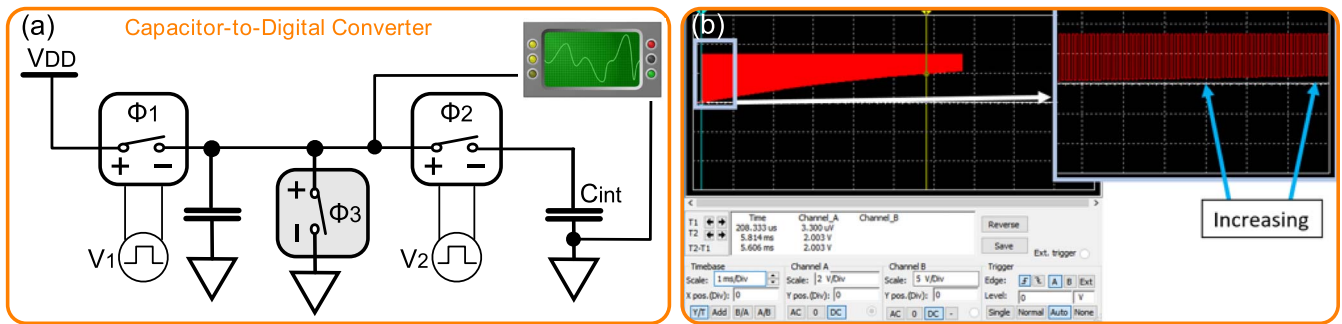 (a) Capacitor-to-Digital Converter
VDD
Φ1
+ −
Φ2
+ −
+
Φ3
−
Cint
V1
V2
(b)
Increasing
T1
T2
T2-T1
Time Channel_A Channel_B
208.333 us 3.300 uV
5.814 ms 2.003 V
5.606 ms 2.003 V
Reverse
Save
Ext. trigger
Timebase
Scale: 1 ms/Div
X pos.(Div): 0
Y/T Add B/A A/B
Channel A
Scale: 2 V/Div
Y pos.(Div): 0
AC 0 DC
Channel B
Scale: 5 V/Div
Y pos.(Div): 0
AC 0 DC -
Trigger
Edge: A B Ext
Level: 0 V
Single Normal Auto None